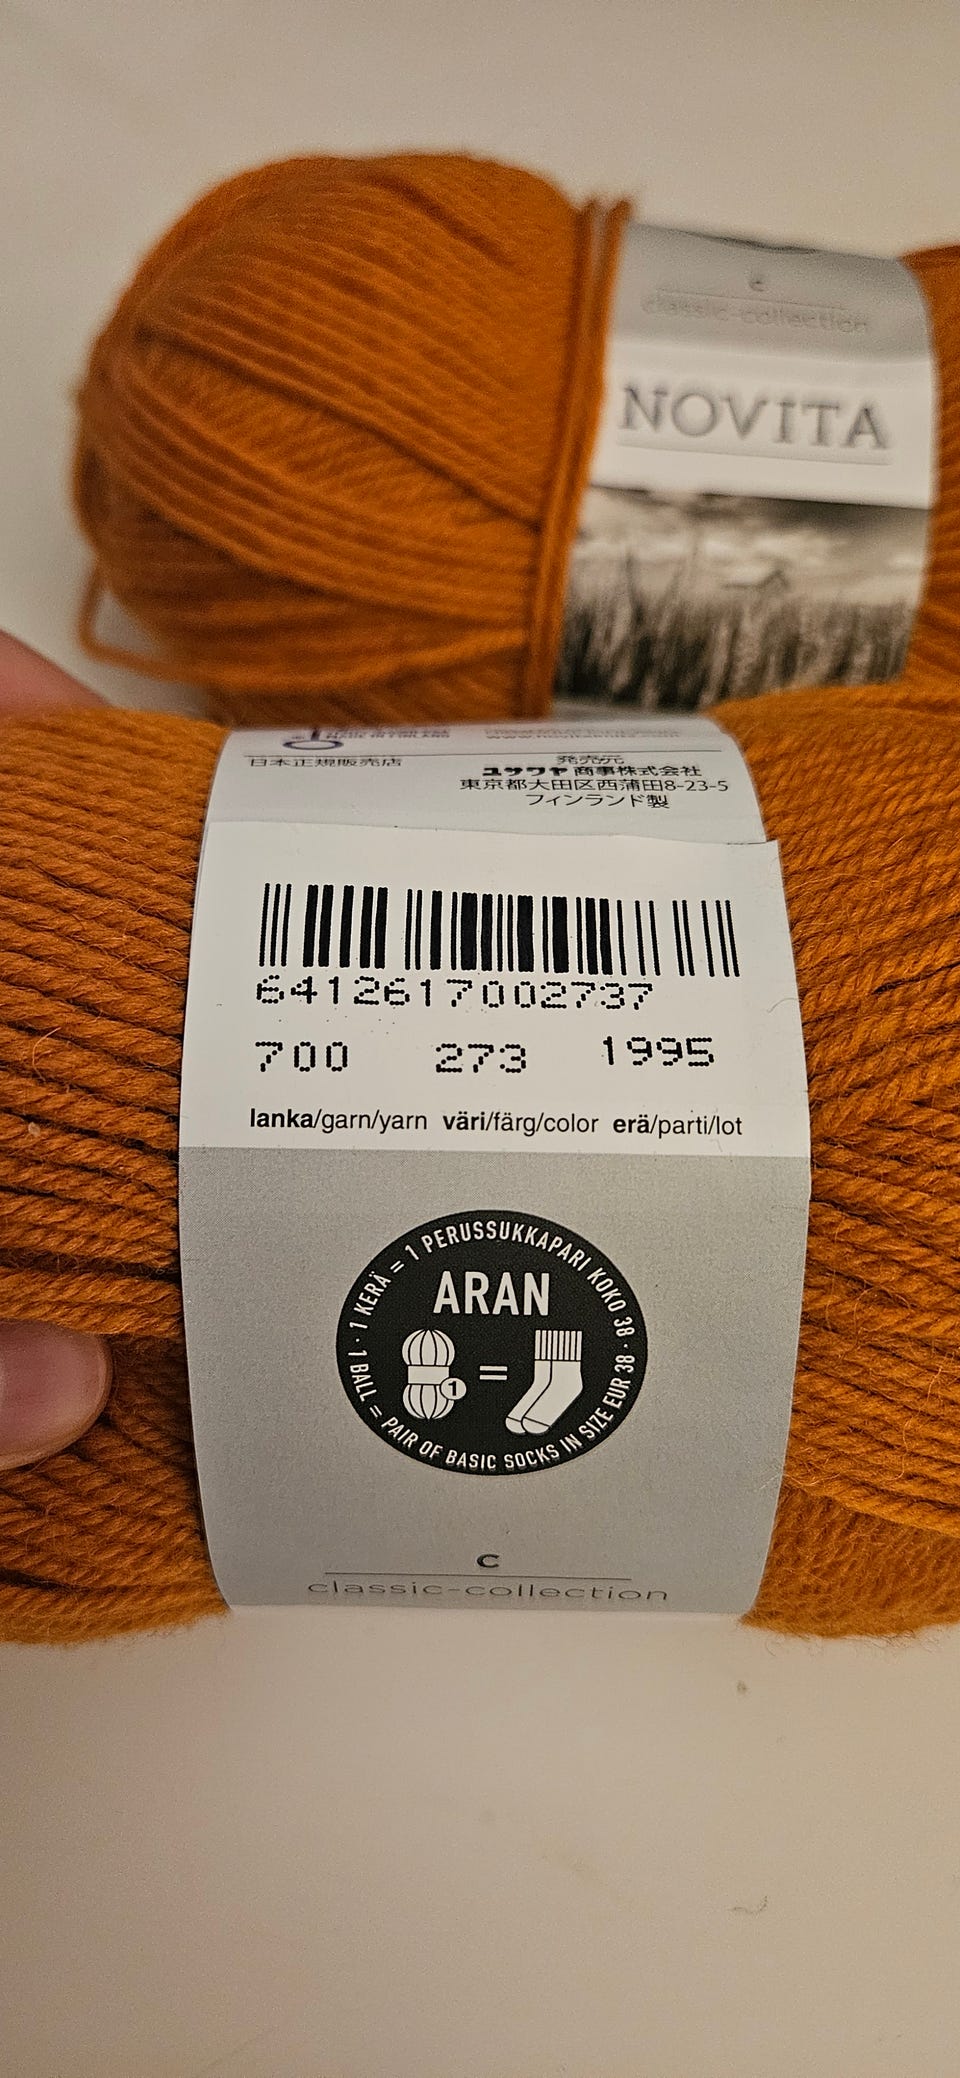 c
classic-collection
NOVITA
MADE IN FINLAND
日本正規販売店
発売元
ユザワヤ商事株式会社
東京都大田区西蒲田8-23-5
フィンランド製
6412617002737
700 273 1995
lanka/garn/yarn väri/färg/color erä/parti/lot
1 KERÄ = 1 PERUSSUKKAPARI KOKO 38 ·
ARAN
1 =
1 BALL = PAIR OF BASIC SOCKS IN SIZE EUR 38 ·
c
classic-collection